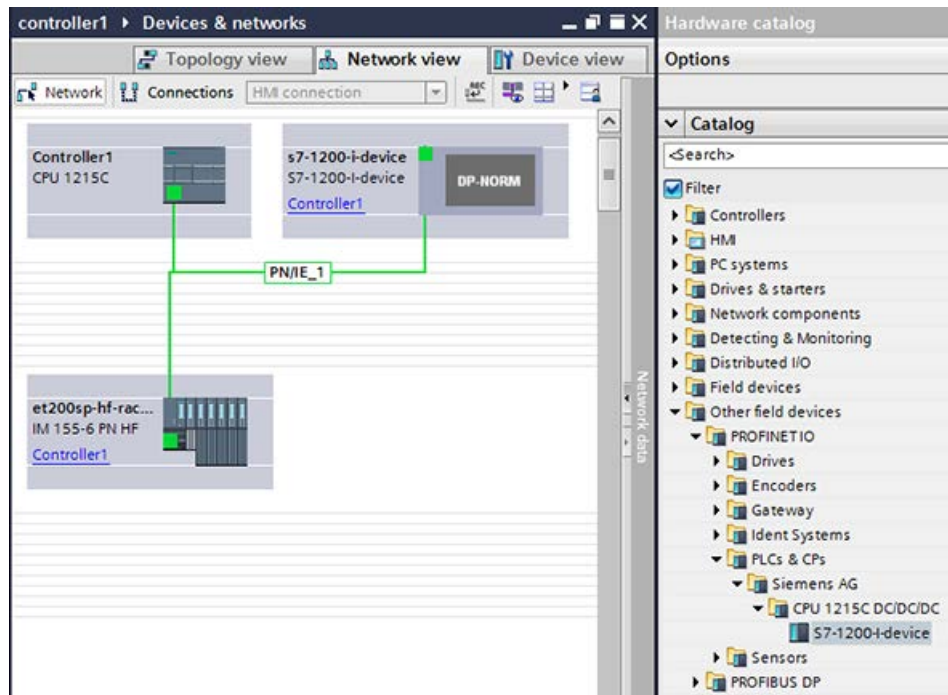 controller1 ▸ Devices & networks
Topology view
Network view
Device view
Network
Connections
HMI connection
Controller1
CPU 1215C
s7-1200-i-device
S7-1200-I-device
Controller1
DP-NORM
PN/IE_1
et200sp-hf-rac...
IM 155-6 PN HF
Controller1
Network data
Hardware catalog
Options
Catalog
<Search>
Filter
Controllers
HMI
PC systems
Drives & starters
Network components
Detecting & Monitoring
Distributed I/O
Field devices
Other field devices
PROFINET IO
Drives
Encoders
Gateway
Ident Systems
PLCs & CPs
Siemens AG
CPU 1215C DC/DC/DC
S7-1200-I-device
Sensors
PROFIBUS DP